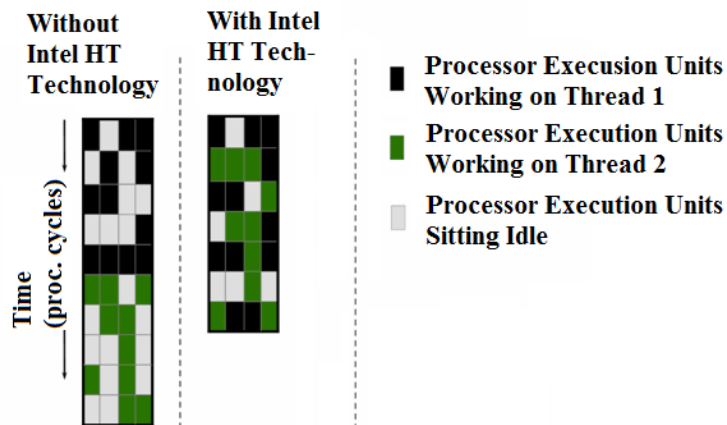 Without
Intel HT
Technology
With Intel
HT Tech-
nology
Time
(proc. cycles)
Processor Execusion Units
Working on Thread 1
Processor Execution Units
Working on Thread 2
Processor Execution Units
Sitting Idle